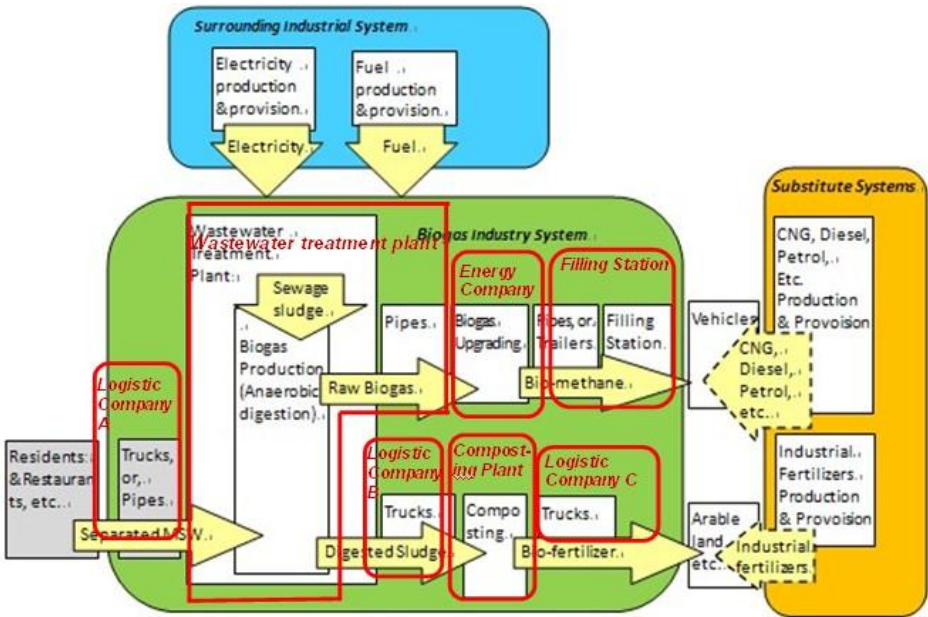 Surrounding Industrial System.
Electricity
production
&provision.
Fuel
production
&provision.
Electricity.
Fuel.
Substitute Systems.
CNG, Diesel,
Petrol,.
Etc.
Production
& Provoision
CNG,.
Diesel,.
Petrol,.
etc..
Industrial.
Fertilizers.
Production
& Provoision
Industrial.
fertilizers.
Biogas Industry System.
Wastewater
Treatment.
Plant:
Wastewater treatment plant
Sewage
sludge.
Biogas
Production
(Anaerobic
digestion).
Pipes.
Raw Biogas.
Energy
Company
Biogas
Upgrading.
Filling Station
Pipes, or
Trailers.
Filling
Station.
Bio-methane.
Vehicles
Logistic
Company
A
Residents:
&Restauran
ts, etc..
Trucks,
or,
Pipes.
Separated MSW.
Logistic
Company
B
Trucks.
Digested Sludge
Compost-
ing Plant
Compo
sting.
Logistic
Company C
Trucks.
Bio-fertilizer.
Arable
land
etc..